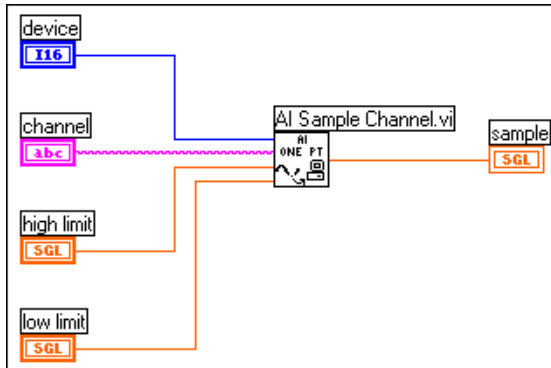 device
I16
channel
abc
AI Sample Channel.vi
AI
ONE PT
sample
SGL
high limit
SGL
low limit
SGL